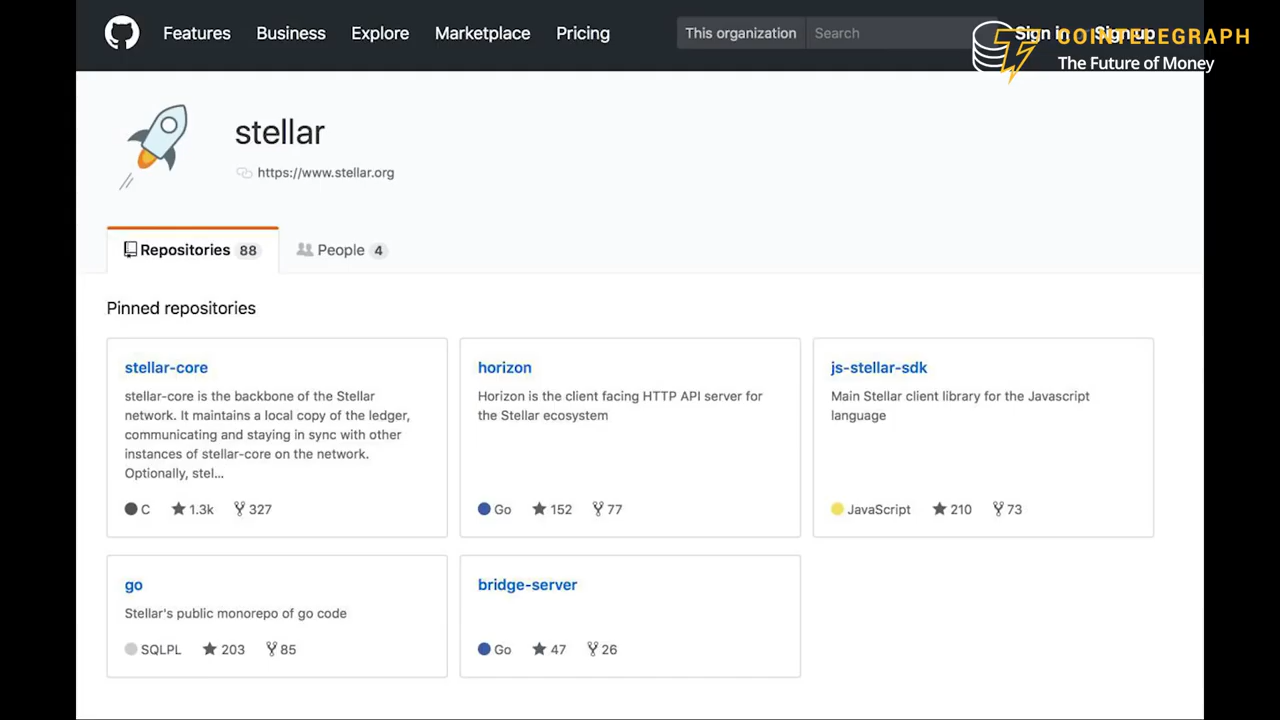 Features Business Explore Marketplace Pricing This organization Search Sign in Sign up
COINTELEGRAPH
The Future of Money
stellar
https://www.stellar.org
Repositories 88 People 4
Pinned repositories
stellar-core
stellar-core is the backbone of the Stellar
network. It maintains a local copy of the ledger,
communicating and staying in sync with other
instances of stellar-core on the network.
Optionally, stel...
C 1.3k 327
horizon
Horizon is the client facing HTTP API server for
the Stellar ecosystem
Go 152 77
js-stellar-sdk
Main Stellar client library for the Javascript
language
JavaScript 210 73
go
Stellar's public monorepo of go code
SQLPL 203 85
bridge-server
Go 47 26